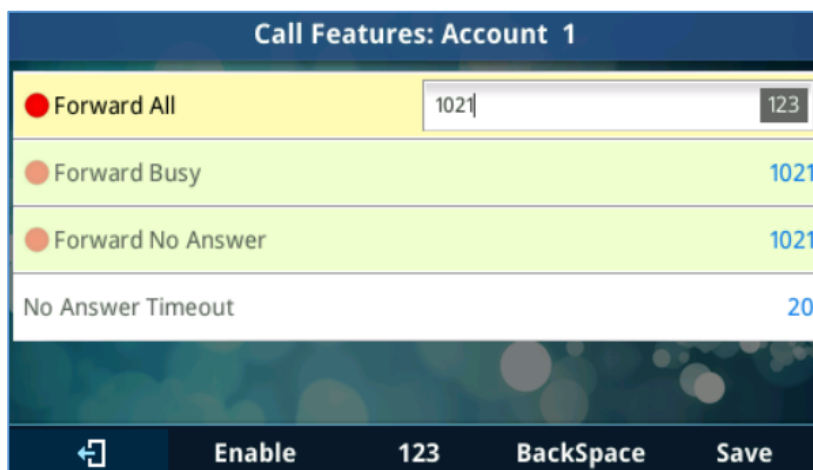 Call Features: Account 1
Forward All 1021 123
Forward Busy 1021
Forward No Answer 1021
No Answer Timeout 20
Enable 123 BackSpace Save